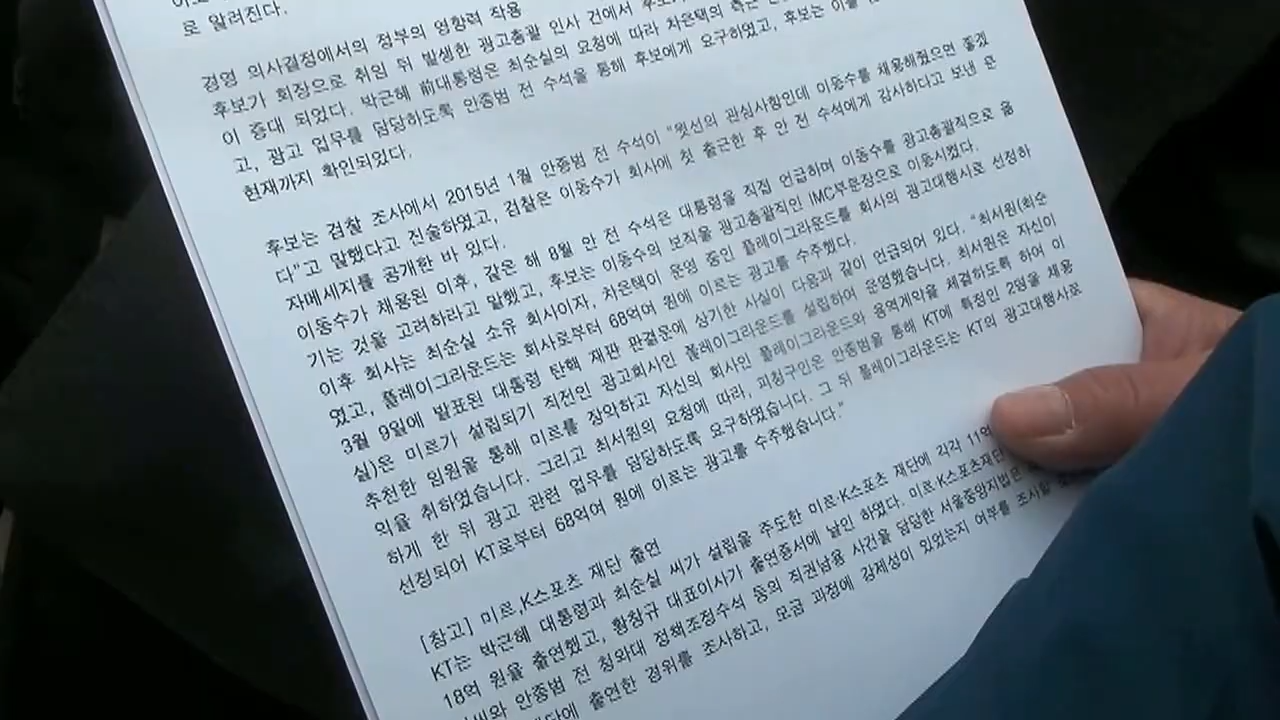 로 알려진다.
경영 의사결정에서의 정부의 영향력 작용
후보가 회장으로 취임 뒤 발생한 광고총괄 인사 건에서 후보가
이 증대 되었다. 박근혜 前대통령은 최순실의 요청에 따라 차은택의 측근
고, 광고 업무를 담당하도록 안종범 전 수석을 통해 후보에게 요구하였고, 후보는 이를
현재까지 확인되었다.
후보는 검찰 조사에서 2015년 1월 안종범 전 수석이 "윗선의 관심사항인데 이동수를 채용해줬으면 좋겠
다"고 말했다고 진술하였고, 검찰은 이동수가 회사에 첫 출근한 후 안 전 수석에게 감사하다고 보낸 문
자메세지를 공개한 바 있다.
이동수가 채용된 이후, 같은 해 8월 안 전 수석은 대통령을 직접 언급하며 이동수를 광고총괄직으로 옮
기는 것을 고려하라고 말했고, 후보는 이동수의 보직을 광고총괄직인 IMC부문장으로 이동시켰다.
이후 회사는 최순실 소유 회사이자, 차은택이 운영 중인 플레이그라운드를 회사의 광고대행사로 선정하
였고, 플레이그라운드는 회사로부터 68억여 원에 이르는 광고를 수주했다.
3월 9일에 발표된 대통령 탄핵 재판 판결문에 상기한 사실이 다음과 같이 언급되어 있다. "최서원(최순
실)은 미르가 설립되기 직전인 광고회사인 플레이그라운드를 설립하여 운영했습니다. 최서원은 자신이
추천한 임원을 통해 미르를 장악하고 자신의 회사인 플레이그라운드와 용역계약을 체결하도록 하여 이
익을 취하였습니다. 그리고 최서원의 요청에 따라, 피청구인은 안종범을 통해 KT에 특정인 2명을 채용
하게 한 뒤 광고 관련 업무를 담당하도록 요구하였습니다. 그 뒤 플레이그라운드는 KT의 광고대행사로
선정되어 KT로부터 68억여 원에 이르는 광고를 수주했습니다."
[참고] 미르,K스포츠 재단 출연
KT는 박근혜 대통령과 최순실 씨가 설립을 주도한 미르·K스포츠 재단에 각각 11억
18억 원을 출연했고, 황창규 대표이사가 출연증서에 날인 하였다. 미르·K스포츠재단
씨와 안종범 전 청와대 정책조정수석 등의 직권남용 사건을 담당한 서울중앙지법은
출연한 경위를 조사하고, 모금 과정에 강제성이 있었는지 여부를 조사할